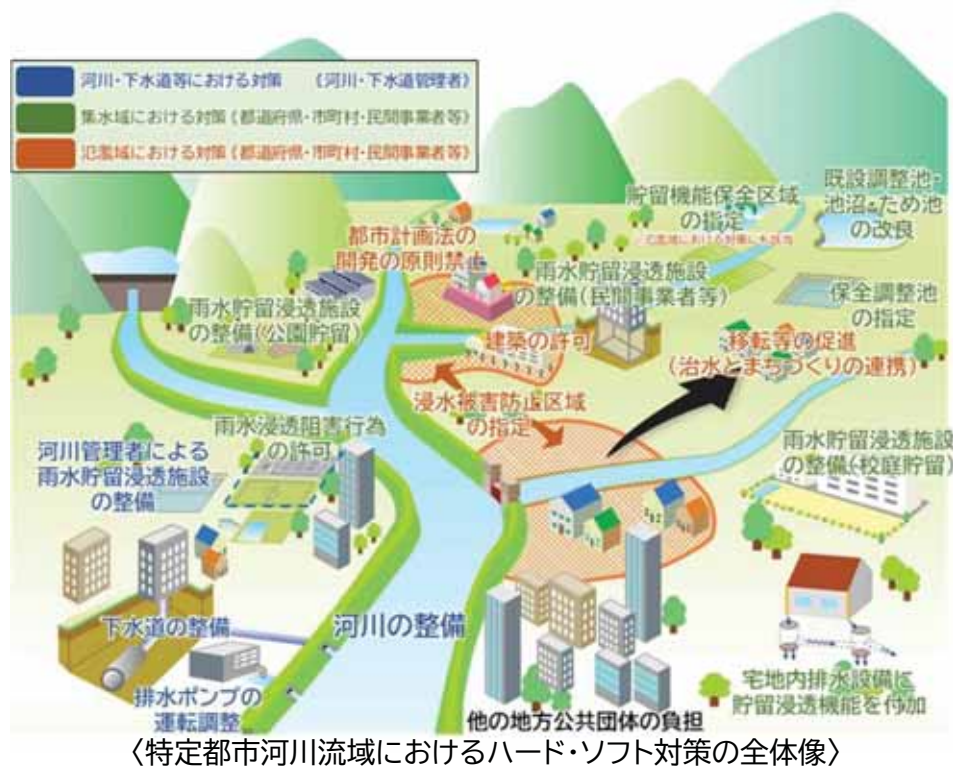 河川・下水道等における対策 《河川・下水道管理者》
集水域における対策《都道府県・市町村・民間事業者等》
氾濫域における対策《都道府県・市町村・民間事業者等》
貯留機能保全区域
の指定
既設調整池・
池沼・ため池
の改良
都市計画法の
開発の原則禁止
雨水貯留浸透施設
の整備(民間事業者等)
雨水貯留浸透施設
の整備(公園貯留)
保全調整池
の指定
建築の許可
移転等の促進
(治水とまちづくりの連携)
浸水被害防止区域
の指定
雨水浸透阻害行為
の許可
河川管理者による
雨水貯留浸透施設
の整備
雨水貯留浸透施設
の整備(校庭貯留)
下水道の整備
河川の整備
排水ポンプの
運転調整
宅地内排水設備に
貯留浸透機能を付加
他の地方公共団体の負担
〈特定都市河川流域におけるハード・ソフト対策の全体像〉